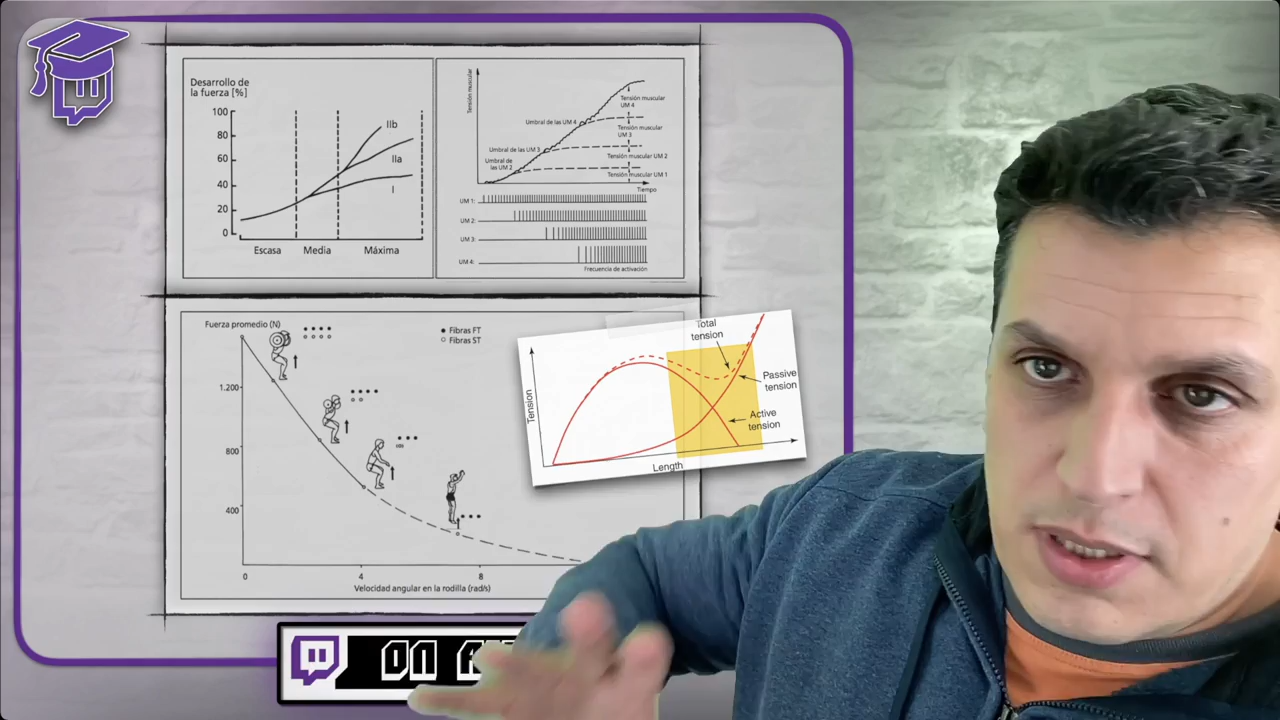 Desarrollo de
la fuerza [%]
100
80
60
40
20
0
IIb
IIa
I
Escasa
Media
Máxima
Tensión muscular
Umbral de las UM 4
Umbral de las UM 3
Umbral de
las UM 2
Tensión muscular
UM 4
Tensión muscular
UM 3
Tensión muscular UM 2
Tensión muscular UM 1
Tiempo
UM 1:
UM 2:
UM 3:
UM 4:
Frecuencia de activación
Fuerza promedio (N)
Fibras FT
Fibras ST
1.200
800
400
0
4
8
Velocidad angular en la rodilla (rad/s)
Total
tension
Passive
tension
Active
tension
Tension
Length
ON